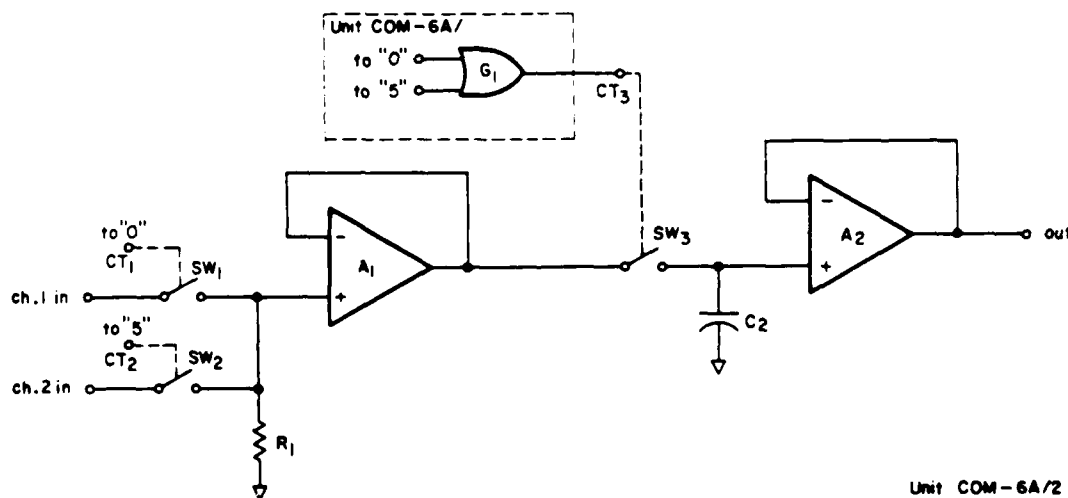 Unit COM-6A/
to "0"
to "5"
G1
CT3
to "0"
CT1
SW1
ch.1 in
to "5"
CT2
SW2
ch.2 in
R1
-
A1
+
SW3
C2
-
A2
+
out
Unit COM-6A/2